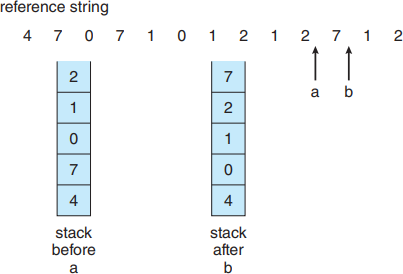 reference string
4 7 0 7 1 0 1 2 1 2 7 1 2
a b
2 7
1 2
0 1
7 0
4 4
stack stack
before after
a b